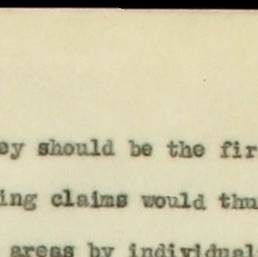 ey should be the fir
ing claims would thu
areas by individual